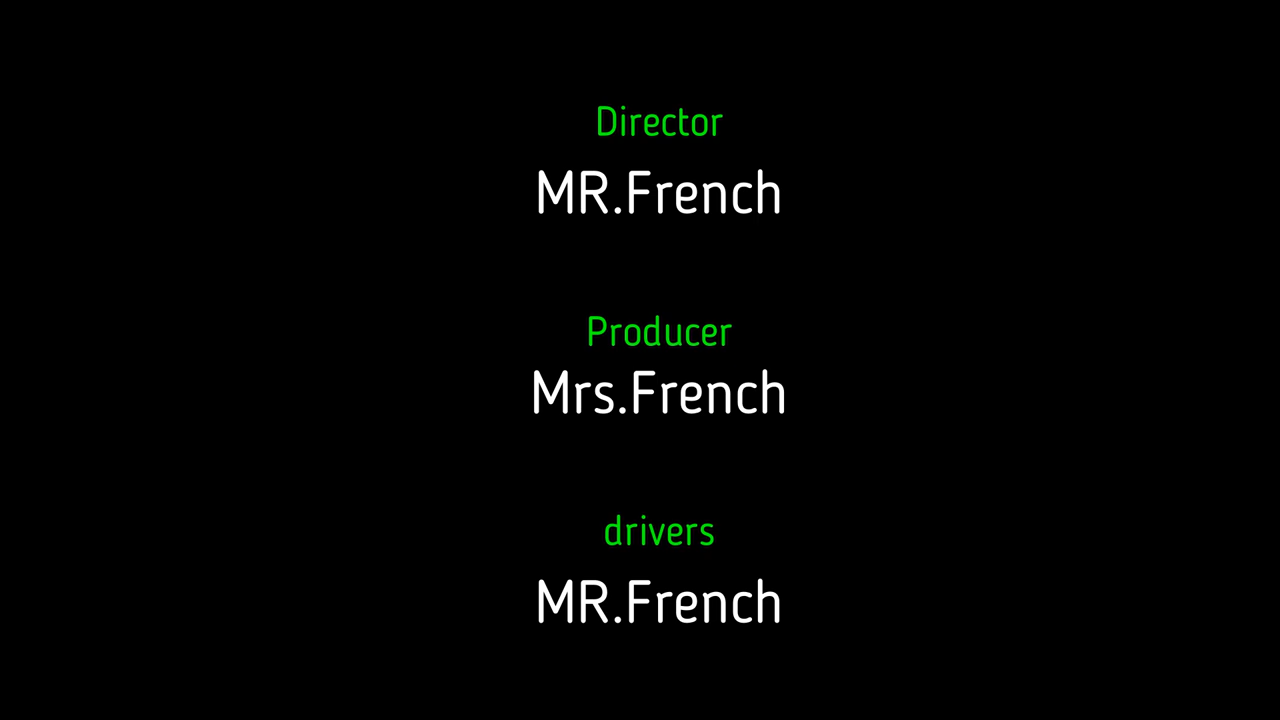 Director
MR.French
Producer
Mrs.French
drivers
MR.French